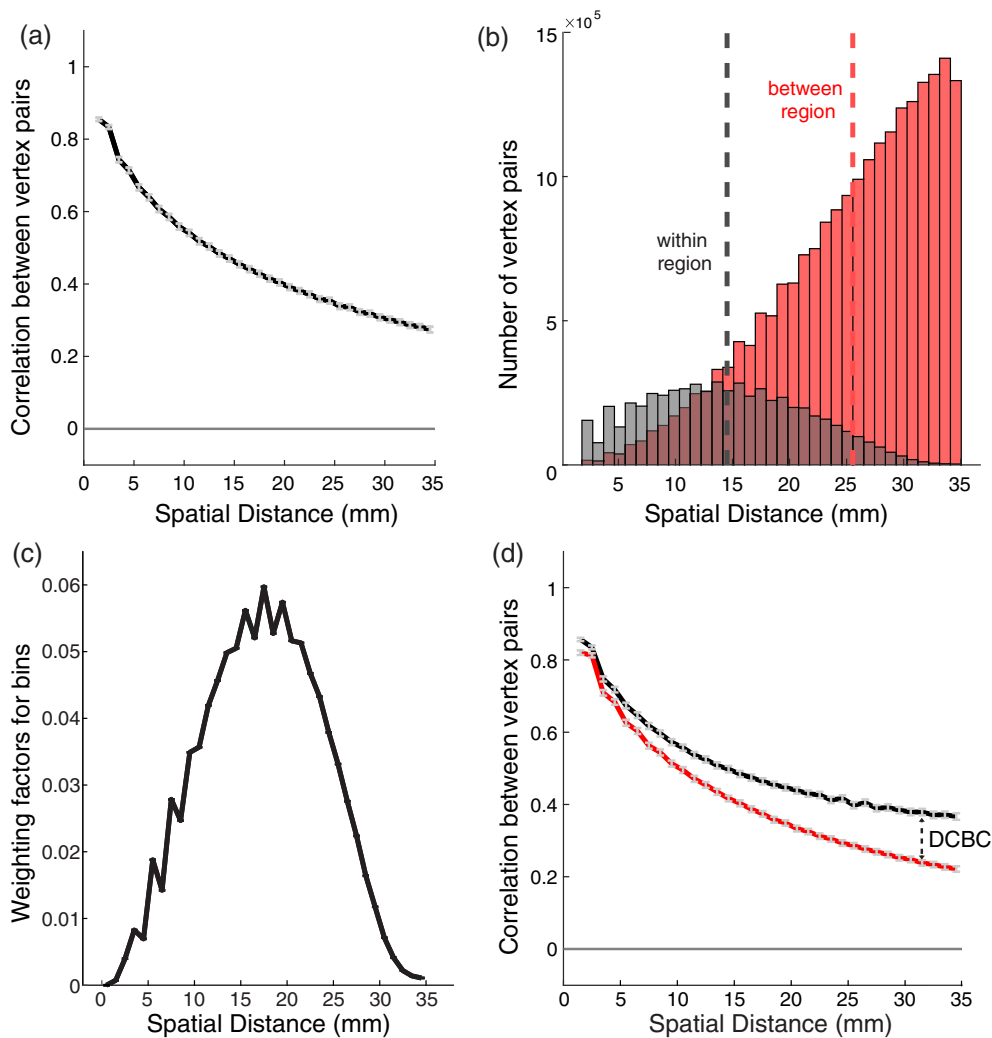 (a)
Correlation between vertex pairs
1
0.8
0.6
0.4
0.2
0
0 5 10 15 20 25 30 35
Spatial Distance (mm)
(b)
×10⁵
Number of vertex pairs
15
10
5
0
between
region
within
region
5 10 15 20 25 30 35
Spatial Distance (mm)
(c)
Weighting factors for bins
0.06
0.05
0.04
0.03
0.02
0.01
0
0 5 10 15 20 25 30 35
Spatial Distance (mm)
(d)
Correlation between vertex pairs
1
0.8
0.6
0.4
0.2
0
DCBC
0 5 10 15 20 25 30 35
Spatial Distance (mm)